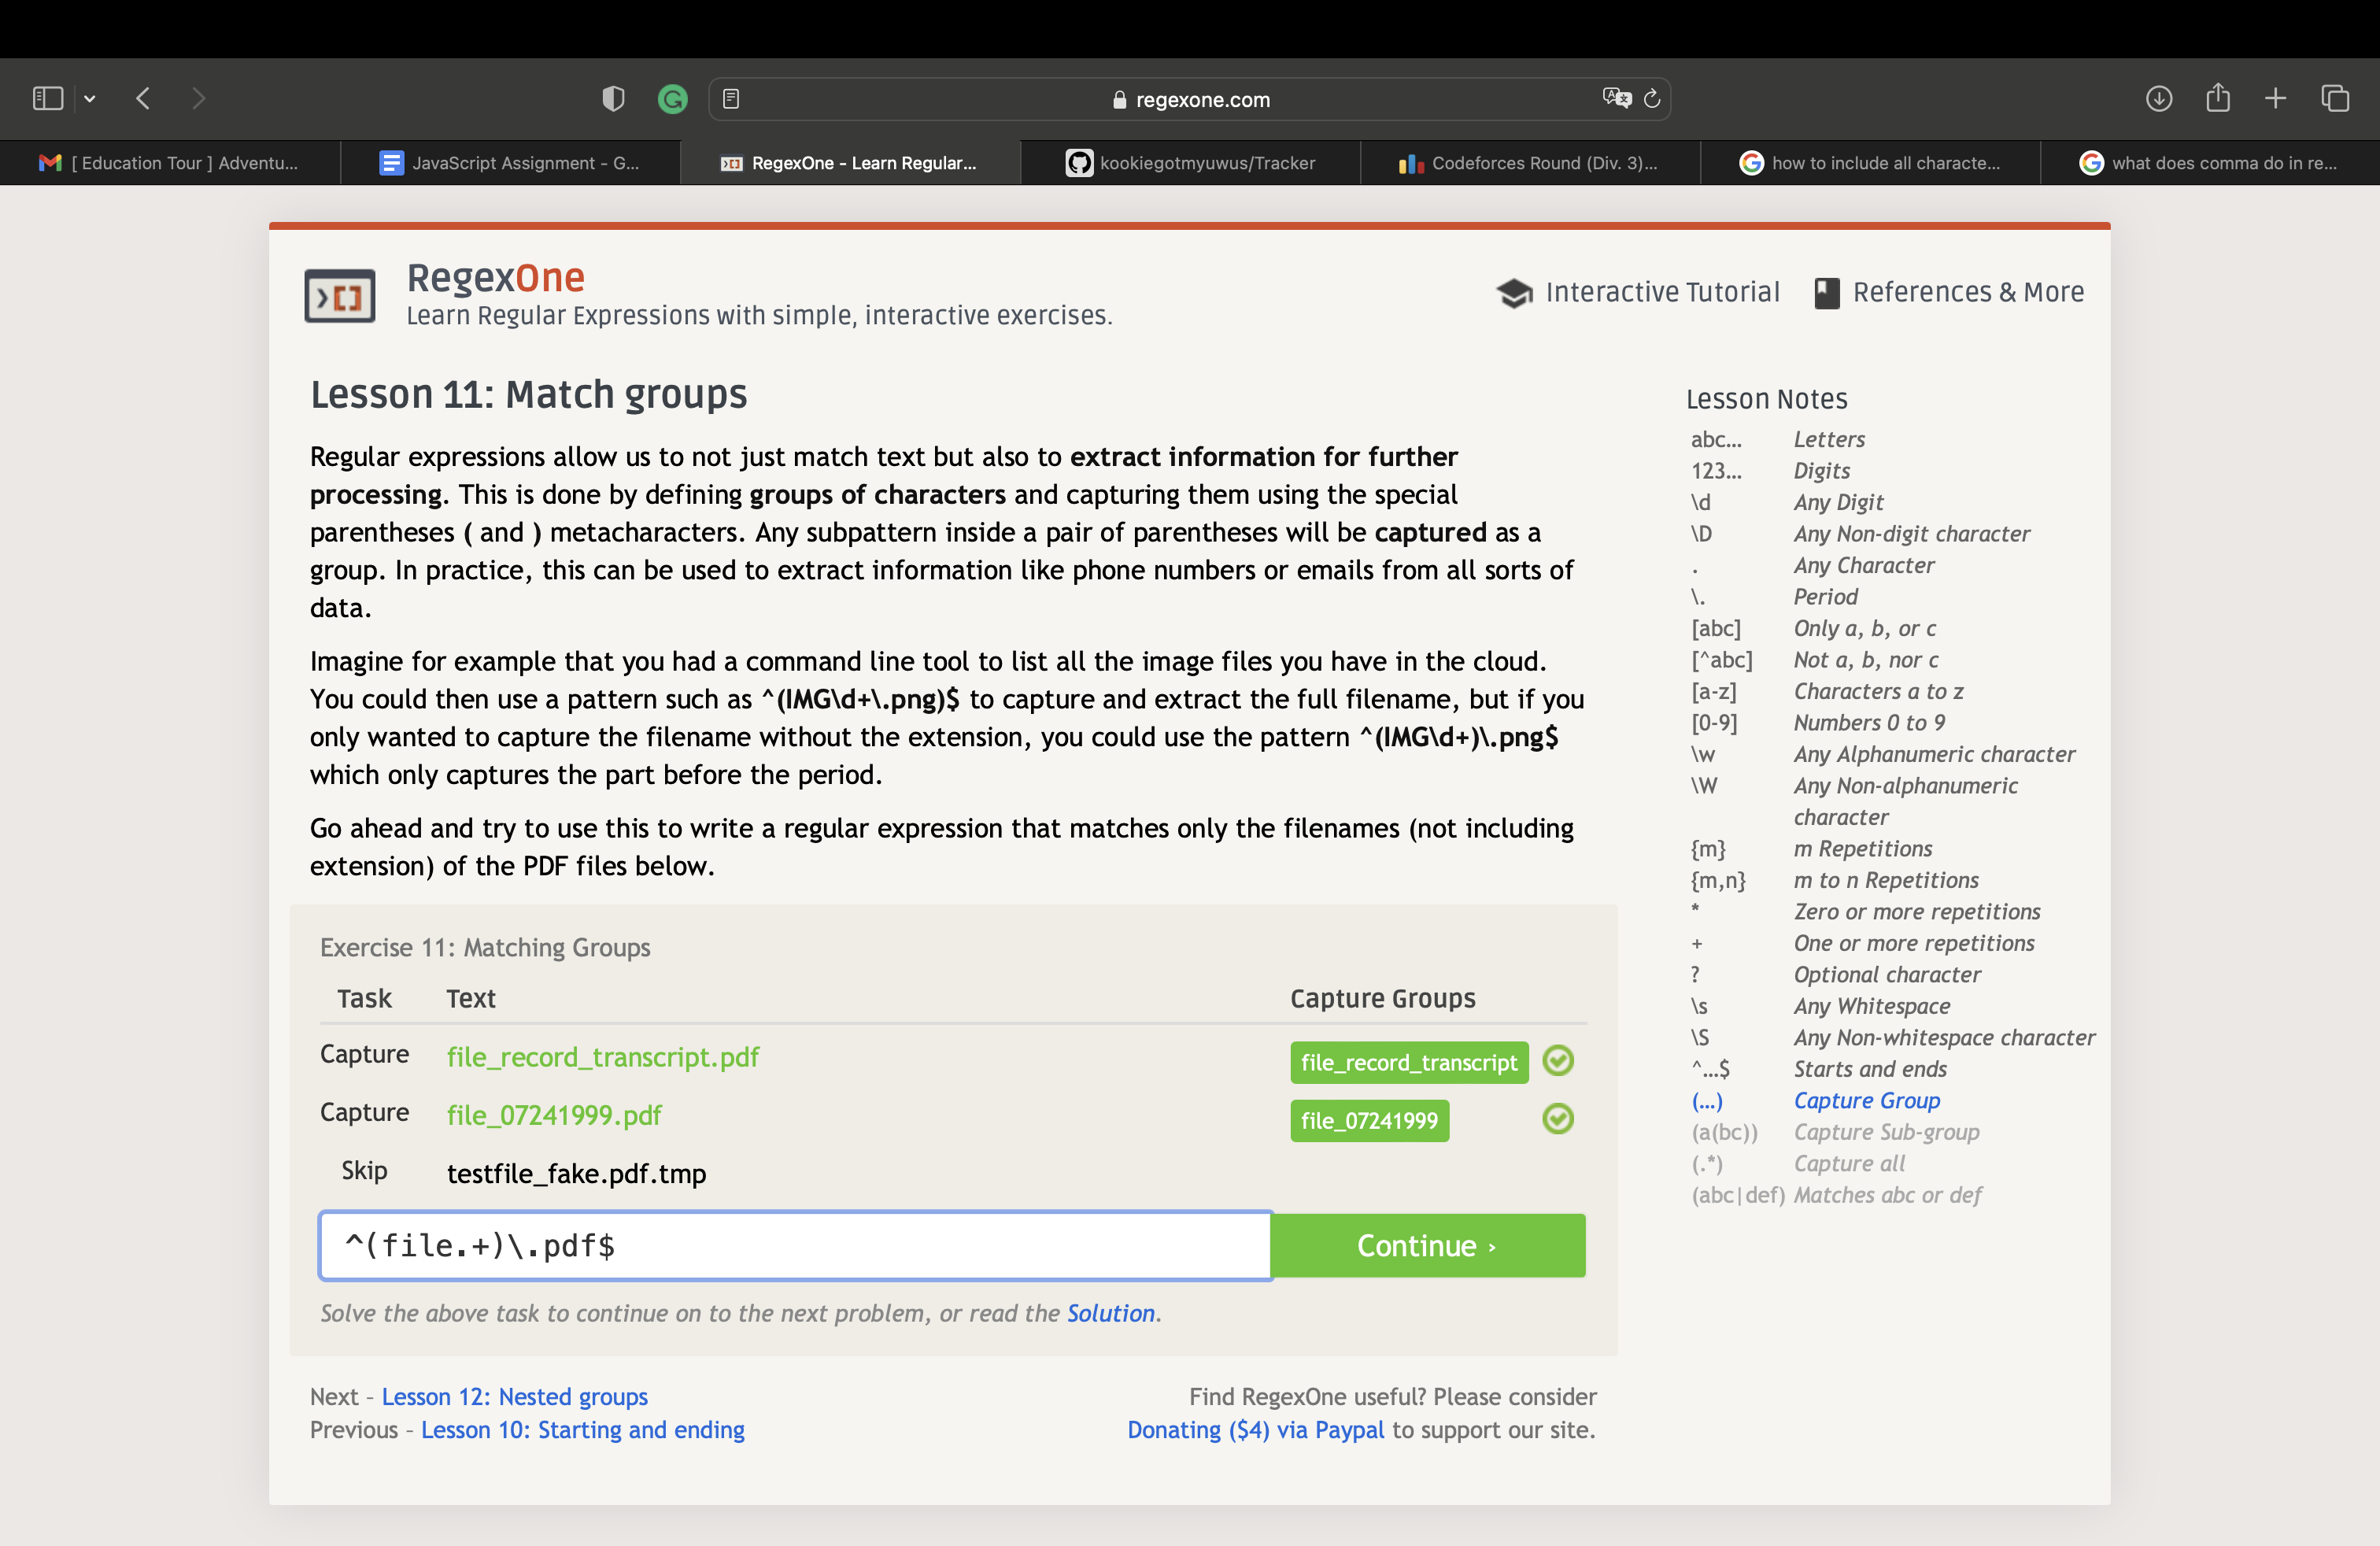 regexone.com
[ Education Tour ] Adventu...
JavaScript Assignment - G...
RegexOne - Learn Regular...
kookiegotmyuwus/Tracker
Codeforces Round (Div. 3)...
how to include all characte...
what does comma do in re...
RegexOne
Learn Regular Expressions with simple, interactive exercises.
Interactive Tutorial
References & More
Lesson 11: Match groups
Regular expressions allow us to not just match text but also to extract information for further
processing. This is done by defining groups of characters and capturing them using the special
parentheses ( and ) metacharacters. Any subpattern inside a pair of parentheses will be captured as a
group. In practice, this can be used to extract information like phone numbers or emails from all sorts of
data.
Imagine for example that you had a command line tool to list all the image files you have in the cloud.
You could then use a pattern such as ^(IMG\d+\.png)$ to capture and extract the full filename, but if you
only wanted to capture the filename without the extension, you could use the pattern ^(IMG\d+)\.png$
which only captures the part before the period.
Go ahead and try to use this to write a regular expression that matches only the filenames (not including
extension) of the PDF files below.
Exercise 11: Matching Groups
Task Text Capture Groups
Capture file_record_transcript.pdf file_record_transcript
Capture file_07241999.pdf file_07241999
Skip testfile_fake.pdf.tmp
^(file.+)\.pdf$
Continue ›
Solve the above task to continue on to the next problem, or read the Solution.
Next – Lesson 12: Nested groups
Previous – Lesson 10: Starting and ending
Find RegexOne useful? Please consider
Donating ($4) via Paypal to support our site.
Lesson Notes
abc… Letters
123… Digits
\d Any Digit
\D Any Non-digit character
. Any Character
\. Period
[abc] Only a, b, or c
[^abc] Not a, b, nor c
[a-z] Characters a to z
[0-9] Numbers 0 to 9
\w Any Alphanumeric character
\W Any Non-alphanumeric
character
{m} m Repetitions
{m,n} m to n Repetitions
* Zero or more repetitions
+ One or more repetitions
? Optional character
\s Any Whitespace
\S Any Non-whitespace character
^…$ Starts and ends
(…) Capture Group
(a(bc)) Capture Sub-group
(.*) Capture all
(abc|def) Matches abc or def